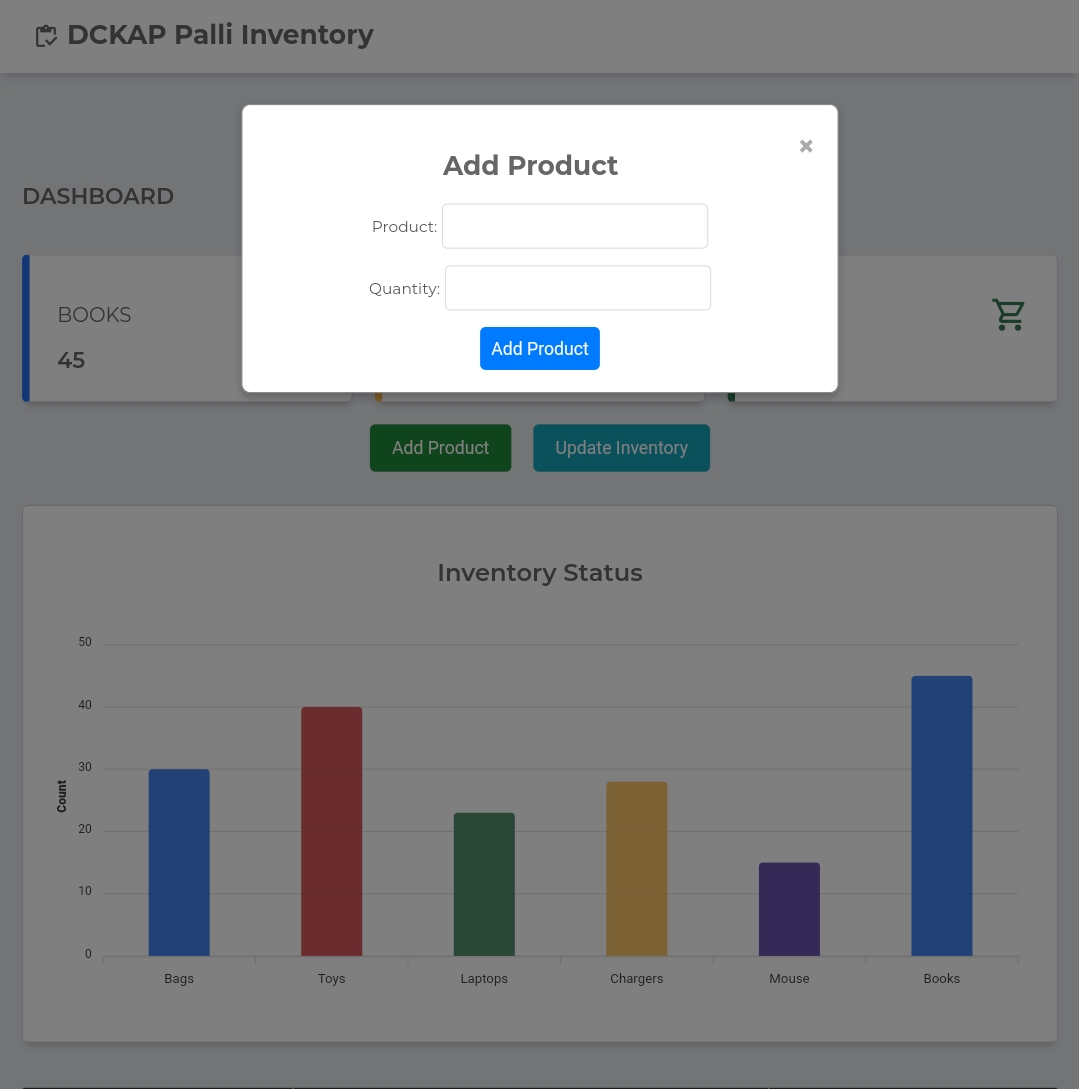 DCKAP Palli Inventory
Add Product
Product:
Quantity:
Add Product
DASHBOARD
BOOKS
45
Add Product
Update Inventory
Inventory Status
50
40
30
20
10
0
Count
Bags
Toys
Laptops
Chargers
Mouse
Books